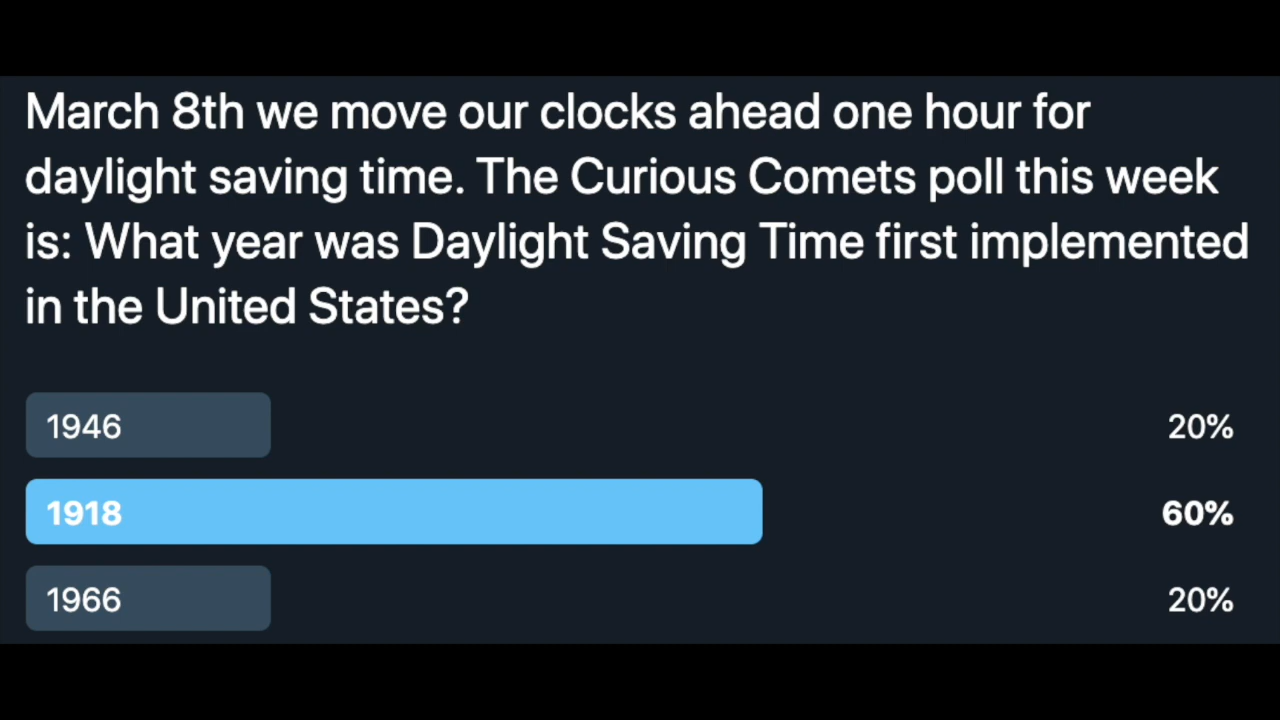 March 8th we move our clocks ahead one hour for
daylight saving time. The Curious Comets poll this week
is: What year was Daylight Saving Time first implemented
in the United States?
1946 20%
1918 60%
1966 20%